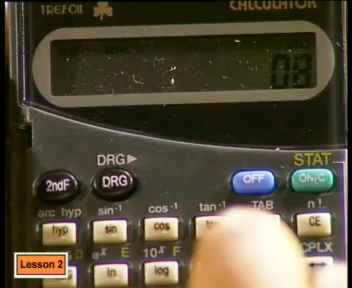 TREFOIL CALCULATOR
08
DRG▶ STAT
2ndF DRG OFF ON/C
arc hyp sin⁻¹ cos⁻¹ tan⁻¹ TAB n!
hyp sin cos CE
D eˣ E 10ˣ F CPLX
ln log
Lesson 2